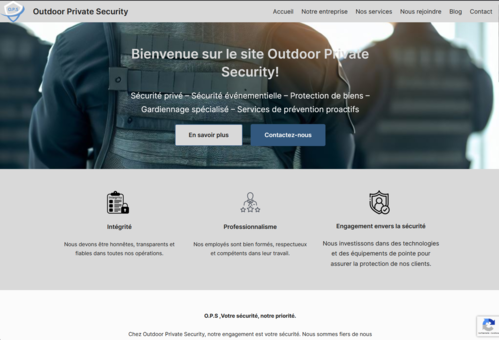 Outdoor Private Security
Accueil Notre entreprise Nos services Nous rejoindre Blog Contact
Bienvenue sur le site Outdoor Private
Security!
Sécurité privé – Sécurité événementielle – Protection de biens –
Gardiennage spécialisé – Services de prévention proactifs
En savoir plus Contactez-nous
Intégrité
Nous devons être honnêtes, transparents et
fiables dans toutes nos opérations.
Professionnalisme
Nos employés sont bien formés, respectueux
et compétents dans leur travail.
Engagement envers la sécurité
Nous investissons dans des technologies
et des équipements de pointe pour
assurer la protection de nos clients.
O.P.S ,Votre sécurité, notre priorité.
Chez Outdoor Private Security, notre engagement est votre sécurité. Nous sommes fiers de nous